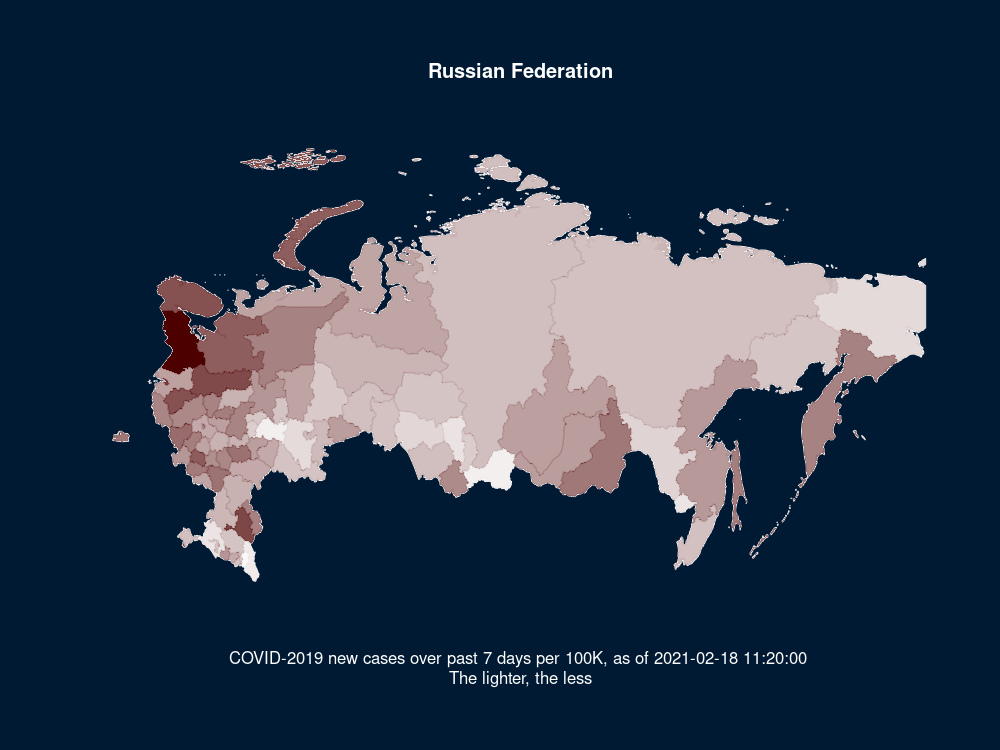 Russian Federation
COVID-2019 new cases over past 7 days per 100K, as of 2021-02-18 11:20:00
The lighter, the less